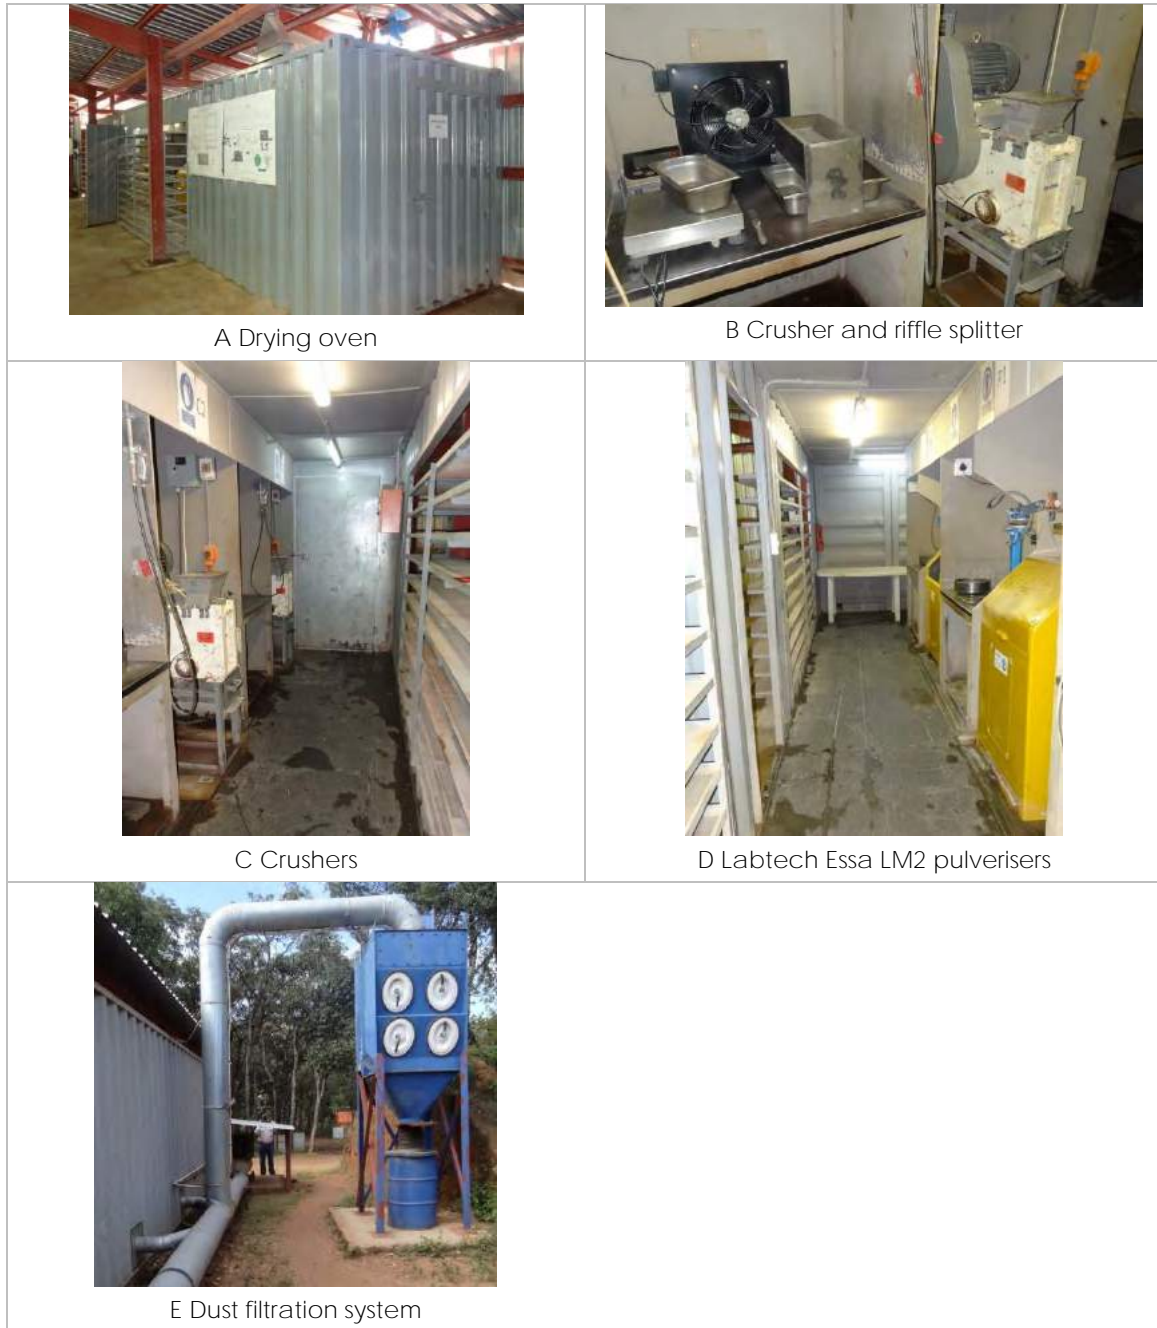 A Drying oven
B Crusher and riffle splitter
C Crushers
D Labtech Essa LM2 pulverisers
E Dust filtration system